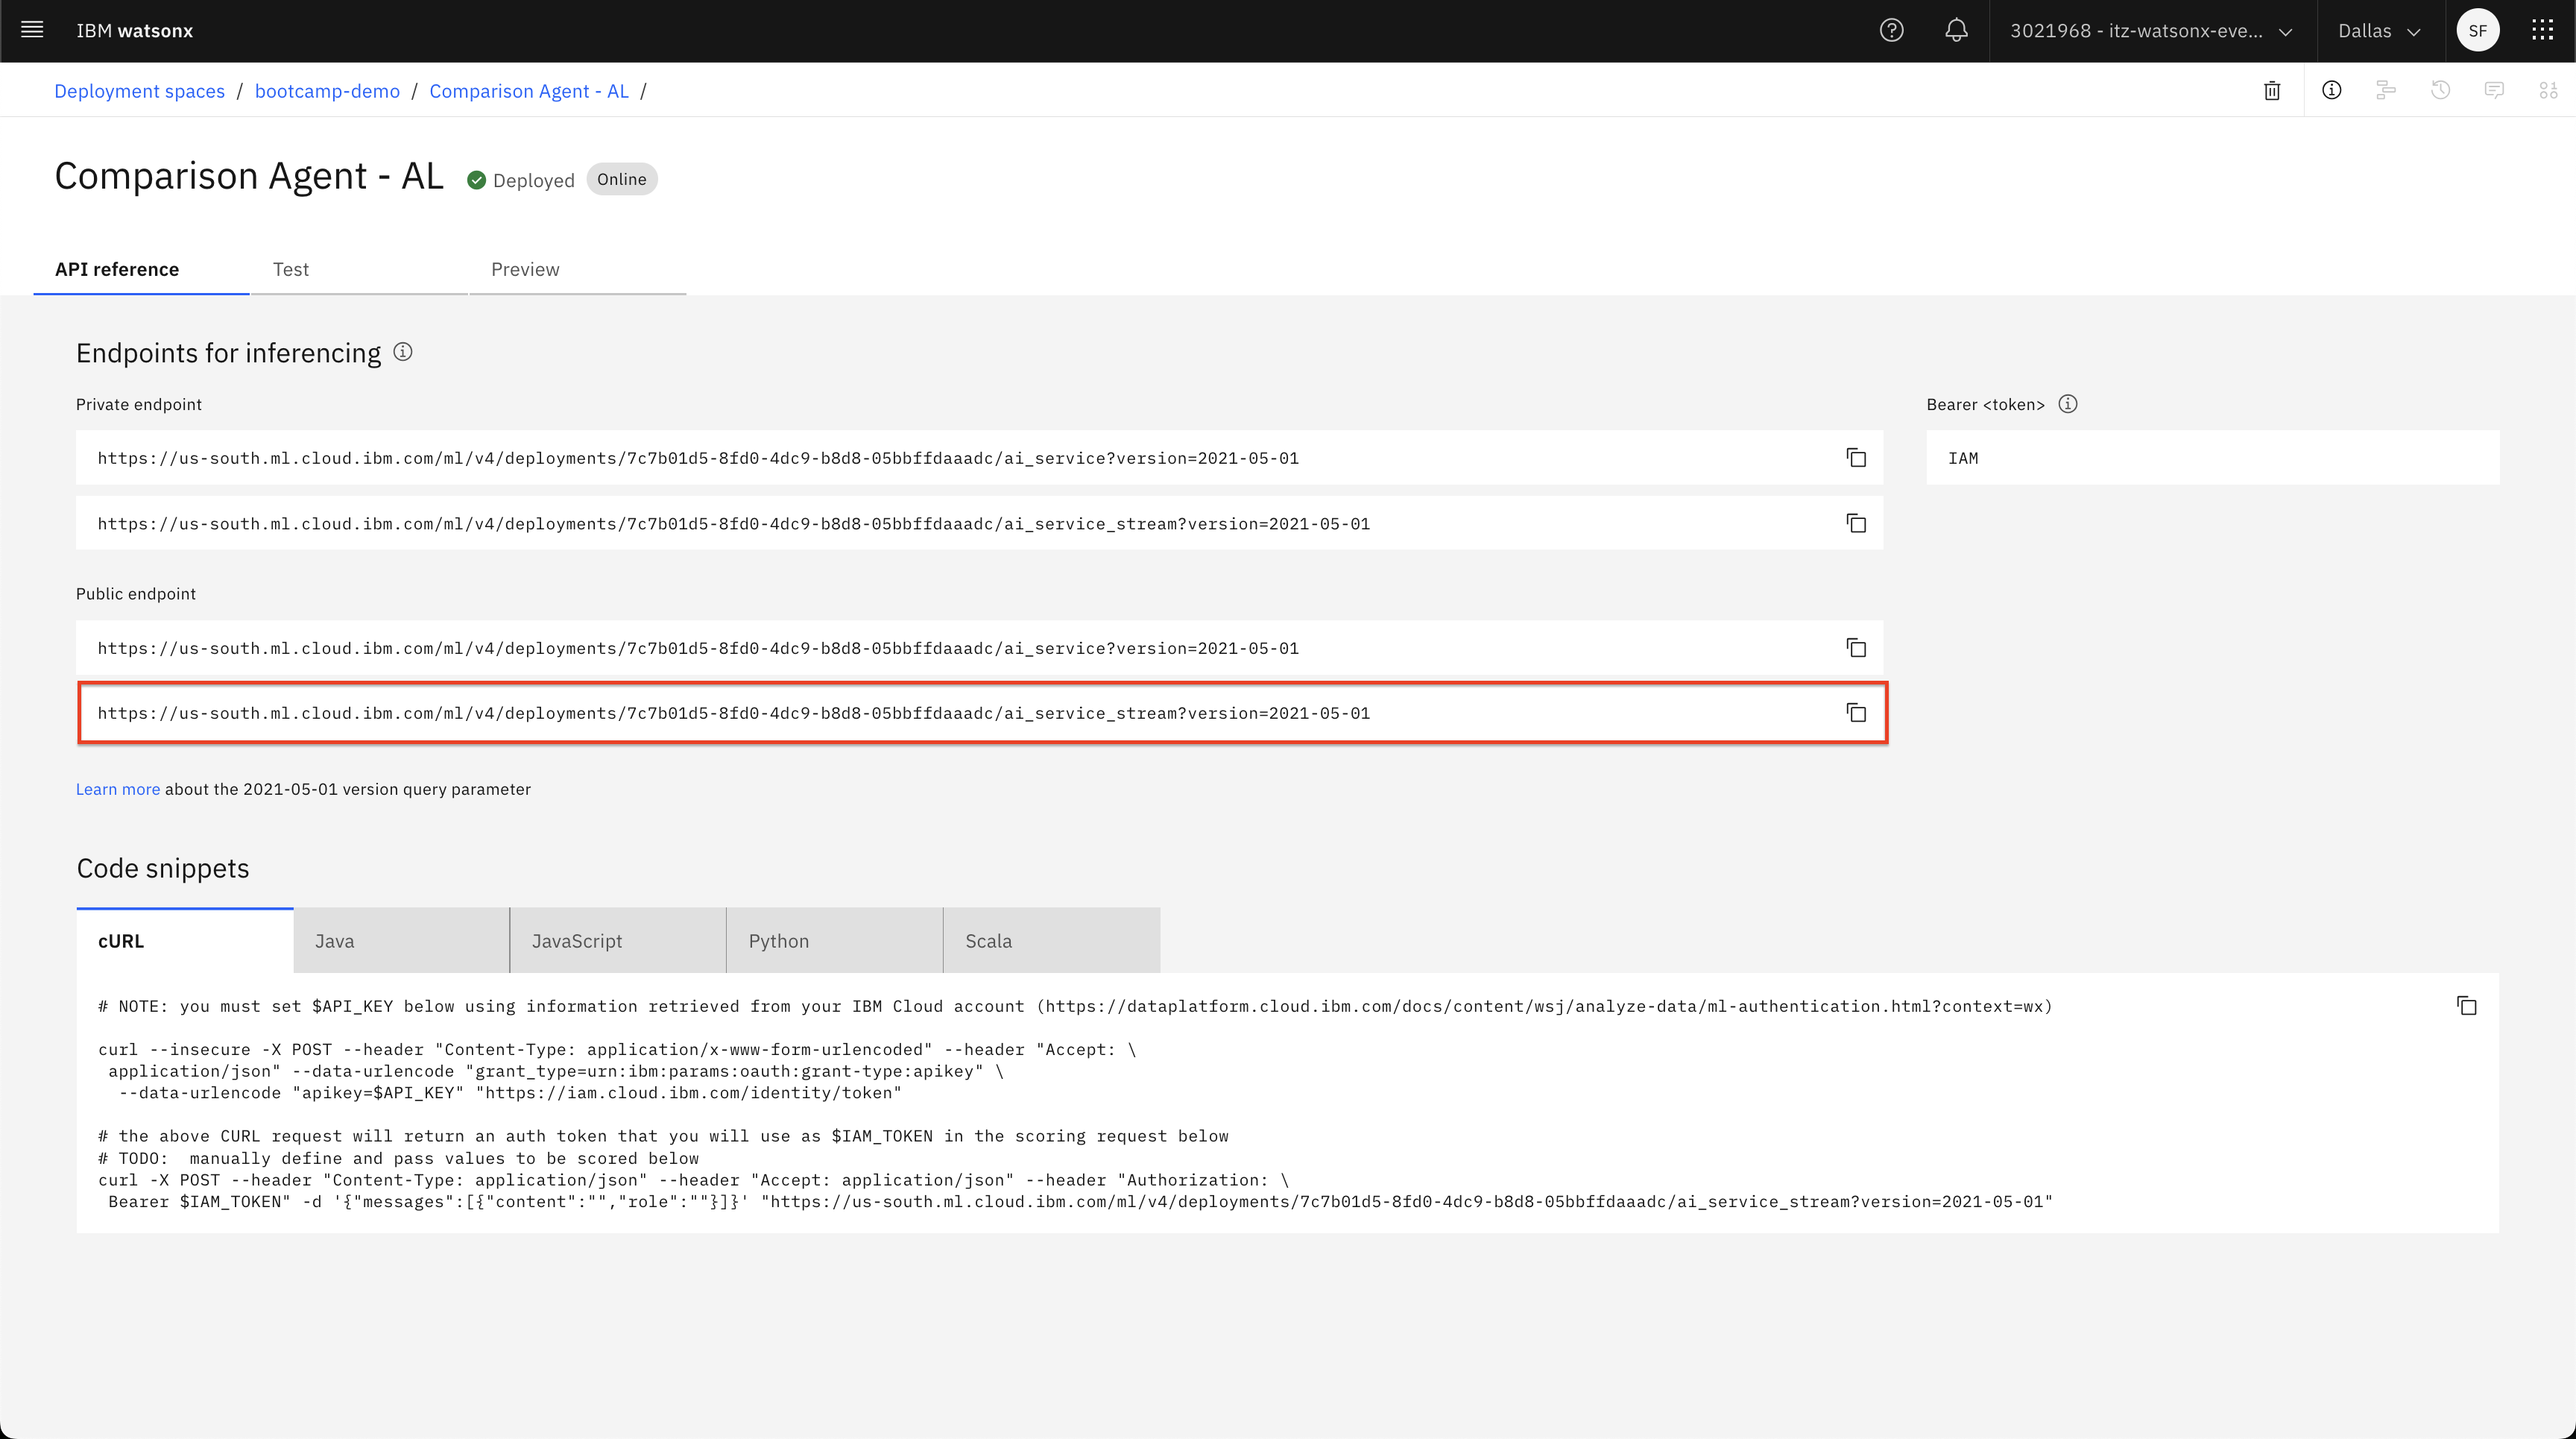 IBM watsonx
3021968 - itz-watsonx-eve...
Dallas
SF
Deployment spaces / bootcamp-demo / Comparison Agent - AL /
Comparison Agent - AL
Deployed
Online
API reference
Test
Preview
Endpoints for inferencing
Private endpoint
Bearer <token>
https://us-south.ml.cloud.ibm.com/ml/v4/deployments/7c7b01d5-8fd0-4dc9-b8d8-05bbffdaaadc/ai_service?version=2021-05-01
IAM
https://us-south.ml.cloud.ibm.com/ml/v4/deployments/7c7b01d5-8fd0-4dc9-b8d8-05bbffdaaadc/ai_service_stream?version=2021-05-01
Public endpoint
https://us-south.ml.cloud.ibm.com/ml/v4/deployments/7c7b01d5-8fd0-4dc9-b8d8-05bbffdaaadc/ai_service?version=2021-05-01
https://us-south.ml.cloud.ibm.com/ml/v4/deployments/7c7b01d5-8fd0-4dc9-b8d8-05bbffdaaadc/ai_service_stream?version=2021-05-01
Learn more about the 2021-05-01 version query parameter
Code snippets
cURL
Java
JavaScript
Python
Scala
# NOTE: you must set $API_KEY below using information retrieved from your IBM Cloud account (https://dataplatform.cloud.ibm.com/docs/content/wsj/analyze-data/ml-authentication.html?context=wx)
curl --insecure -X POST --header "Content-Type: application/x-www-form-urlencoded" --header "Accept: \
application/json" --data-urlencode "grant_type=urn:ibm:params:oauth:grant-type:apikey" \
--data-urlencode "apikey=$API_KEY" "https://iam.cloud.ibm.com/identity/token"
# the above CURL request will return an auth token that you will use as $IAM_TOKEN in the scoring request below
# TODO:  manually define and pass values to be scored below
curl -X POST --header "Content-Type: application/json" --header "Accept: application/json" --header "Authorization: \
Bearer $IAM_TOKEN" -d '{"messages":[{"content":"","role":""}]}' "https://us-south.ml.cloud.ibm.com/ml/v4/deployments/7c7b01d5-8fd0-4dc9-b8d8-05bbffdaaadc/ai_service_stream?version=2021-05-01"